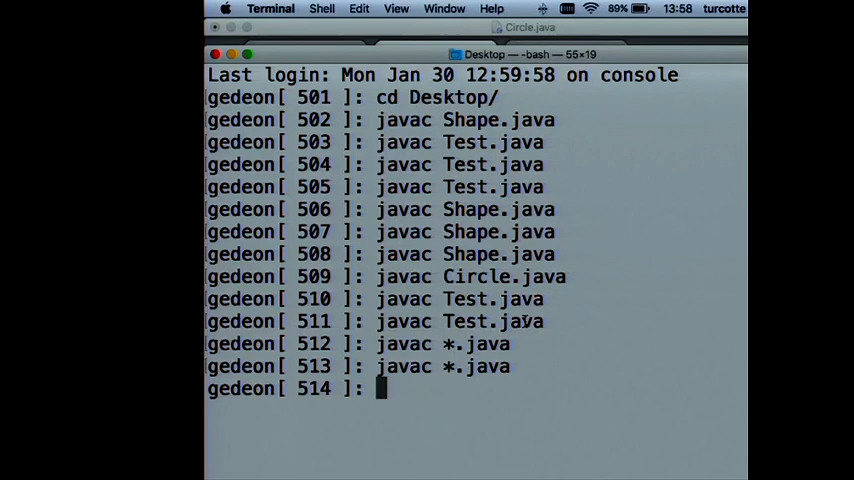 Terminal Shell Edit View Window Help 89% 13:58 turcotte
Circle.java
Desktop — -bash — 55×19
Last login: Mon Jan 30 12:59:58 on console
gedeon[ 501 ]: cd Desktop/
gedeon[ 502 ]: javac Shape.java
gedeon[ 503 ]: javac Test.java
gedeon[ 504 ]: javac Test.java
gedeon[ 505 ]: javac Test.java
gedeon[ 506 ]: javac Shape.java
gedeon[ 507 ]: javac Shape.java
gedeon[ 508 ]: javac Shape.java
gedeon[ 509 ]: javac Circle.java
gedeon[ 510 ]: javac Test.java
gedeon[ 511 ]: javac Test.java
gedeon[ 512 ]: javac *.java
gedeon[ 513 ]: javac *.java
gedeon[ 514 ]: